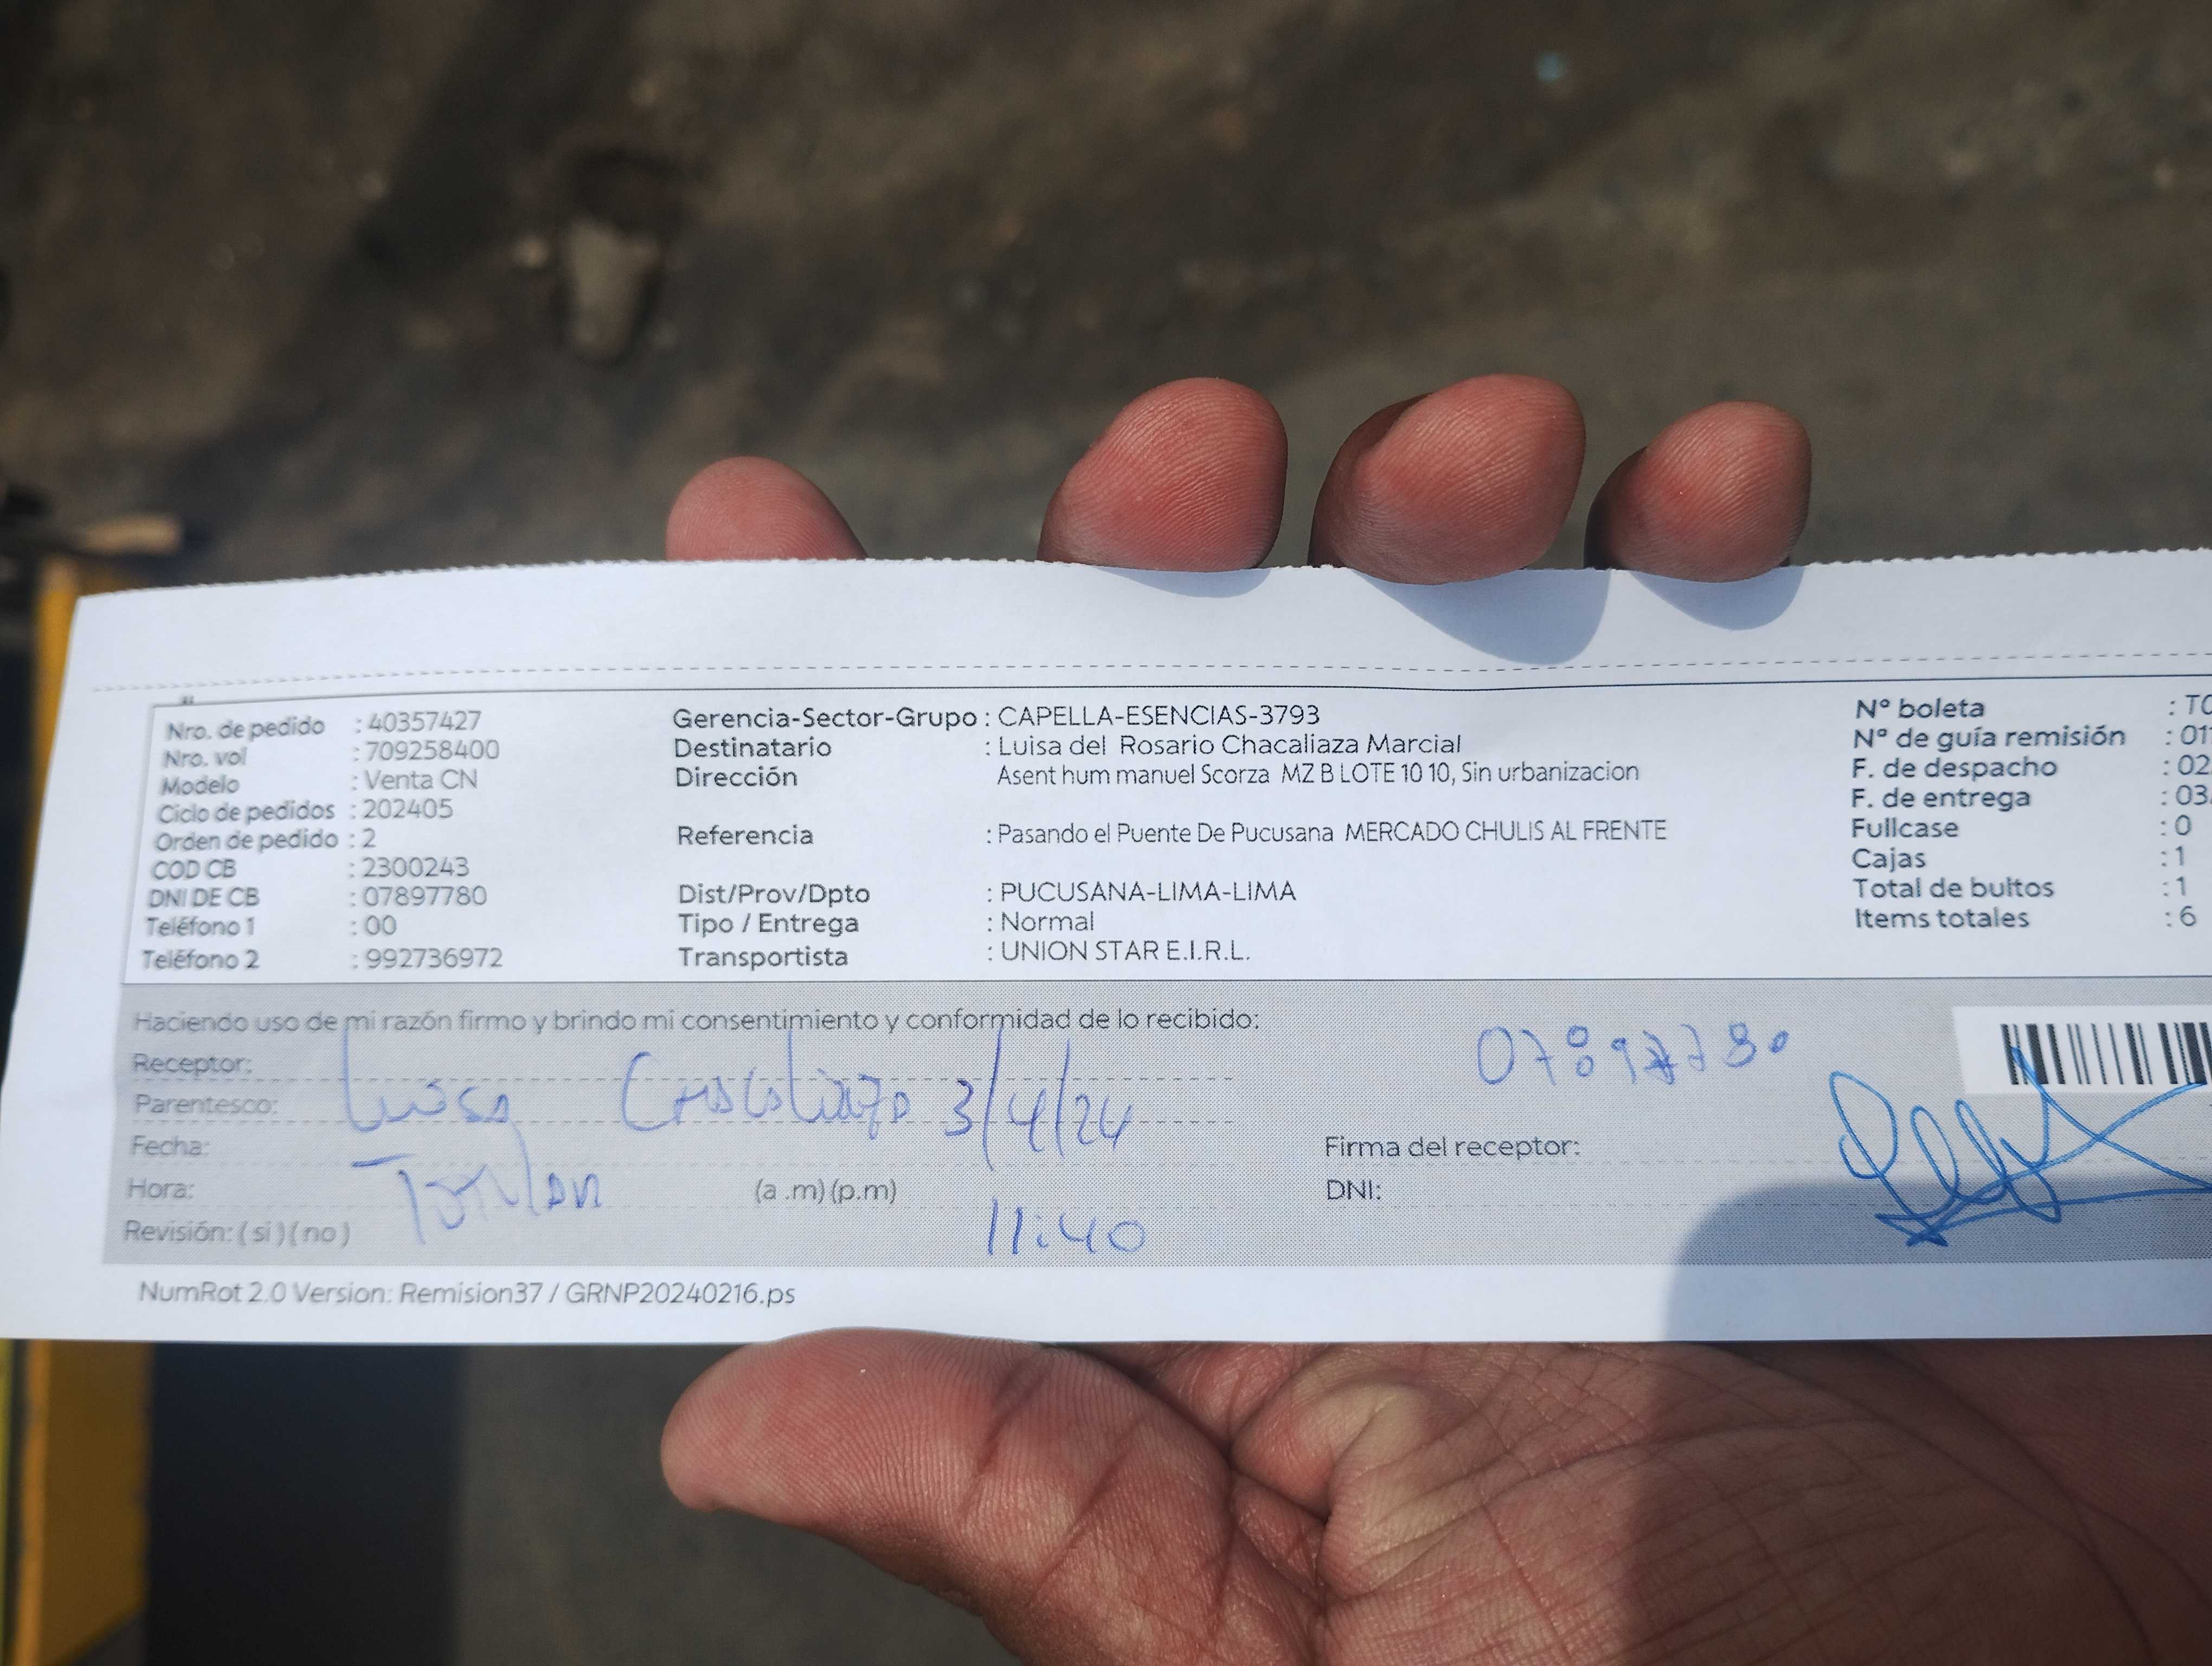 Nro. de pedido : 40357427
Nro. vol : 709258400
Modelo : Venta CN
Ciclo de pedidos : 202405
Orden de pedido : 2
COD CB : 2300243
DNI DE CB : 07897780
Teléfono 1 : 00
Teléfono 2 : 992736972
Gerencia-Sector-Grupo : CAPELLA-ESENCIAS-3793
Destinatario : Luisa del Rosario Chacaliaza Marcial
Dirección Asent hum manuel Scorza MZ B LOTE 10 10, Sin urbanizacion
Referencia : Pasando el Puente De Pucusana MERCADO CHULIS AL FRENTE
Dist/Prov/Dpto : PUCUSANA-LIMA-LIMA
Tipo / Entrega : Normal
Transportista : UNION STAR E.I.R.L.
Nº boleta : T
Nº de guía remisión : 01
F. de despacho : 02
F. de entrega : 03
Fullcase : 0
Cajas : 1
Total de bultos : 1
Items totales : 6
Haciendo uso de mi razón firmo y brindo mi consentimiento y conformidad de lo recibido:
Receptor:
Parentesco: Luisa 3/4/24
Fecha:
Hora: (a .m) (p.m) 11:40
Revisión: ( si ) ( no )
Firma del receptor:
DNI:
NumRot 2.0 Version: Remision37 / GRNP20240216.ps